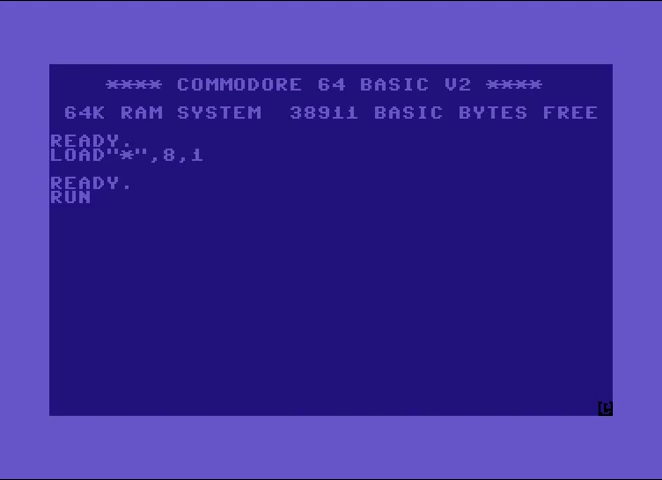 **** COMMODORE 64 BASIC V2 ****
64K RAM SYSTEM  38911 BASIC BYTES FREE
READY.
LOAD"*",8,1
READY.
RUN